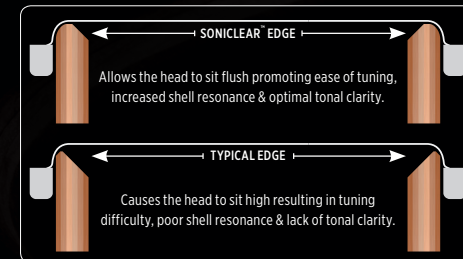 SONICLEAR™ EDGE
Allows the head to sit flush promoting ease of tuning,
increased shell resonance & optimal tonal clarity.
TYPICAL EDGE
Causes the head to sit high resulting in tuning
difficulty, poor shell resonance & lack of tonal clarity.